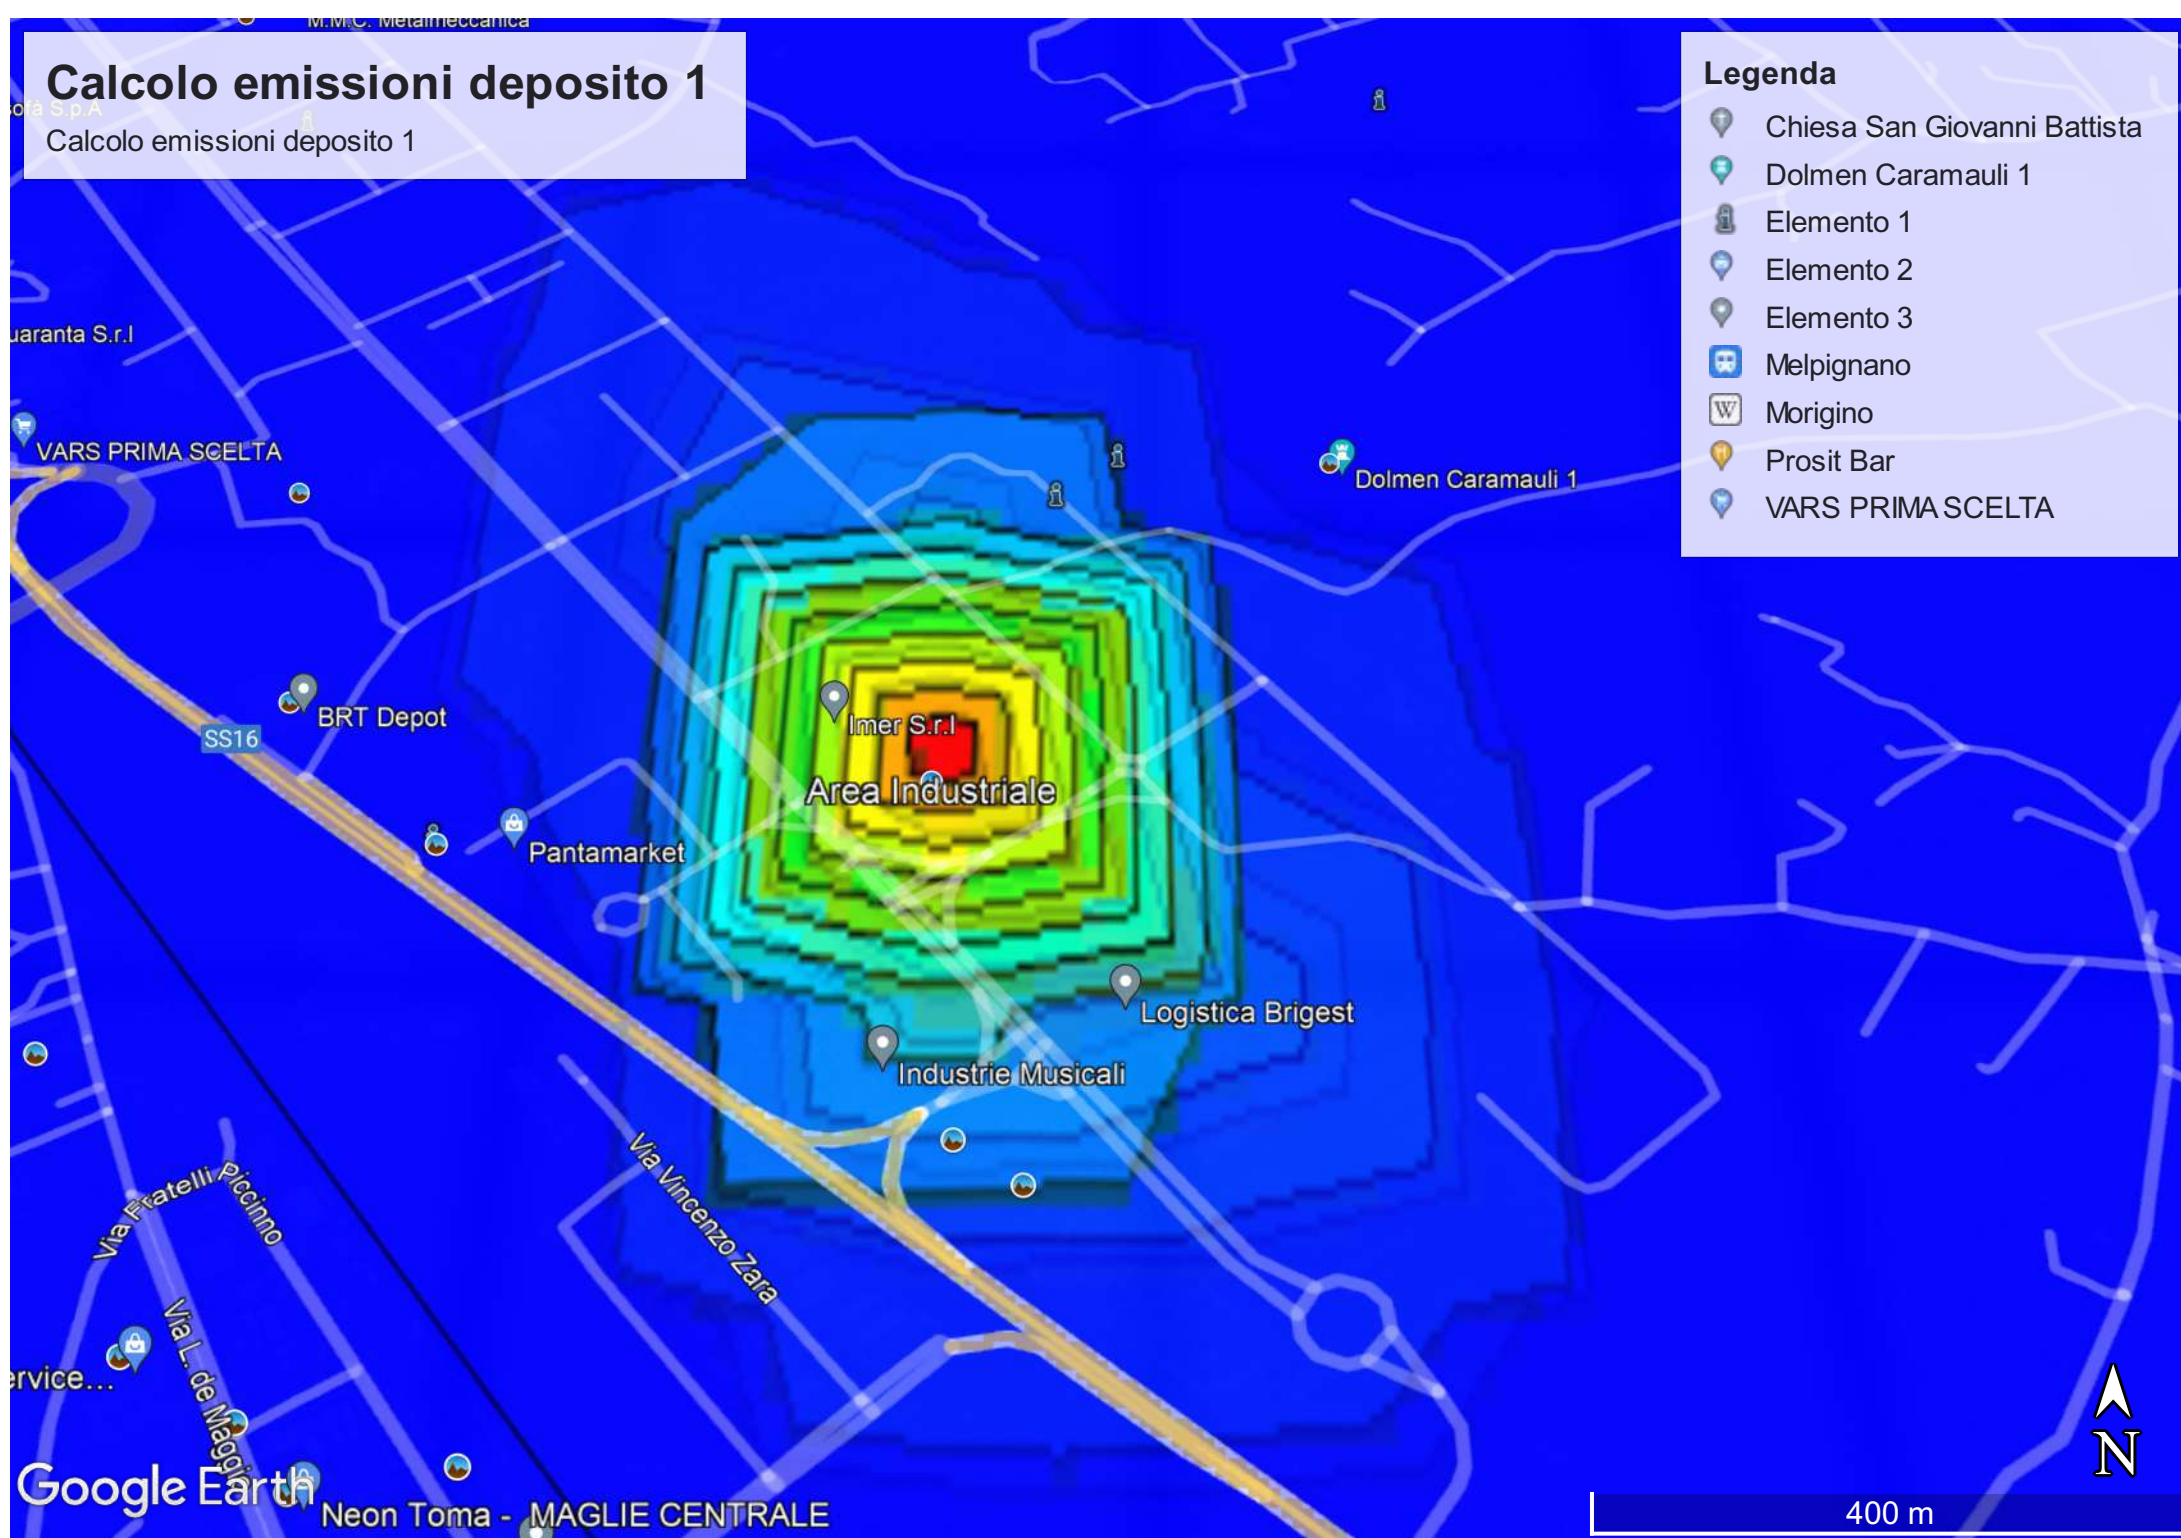 M.M.C. Metalmeccanica
Calcolo emissioni deposito 1
Calcolo emissioni deposito 1
sofà S.p.A
Legenda
Chiesa San Giovanni Battista
Dolmen Caramauli 1
Elemento 1
Elemento 2
Elemento 3
Melpignano
W Morigino
Prosit Bar
VARS PRIMA SCELTA
uaranta S.r.l
VARS PRIMA SCELTA
Dolmen Caramauli 1
BRT Depot
SS16
Imer S.r.l
Area Industriale
Pantamarket
Logistica Brigest
Industrie Musicali
Via Vincenzo Zara
Via Fratelli Piccinno
Via L. de Maggio
ervice...
Google Earth
Neon Toma - MAGLIE CENTRALE
N
400 m